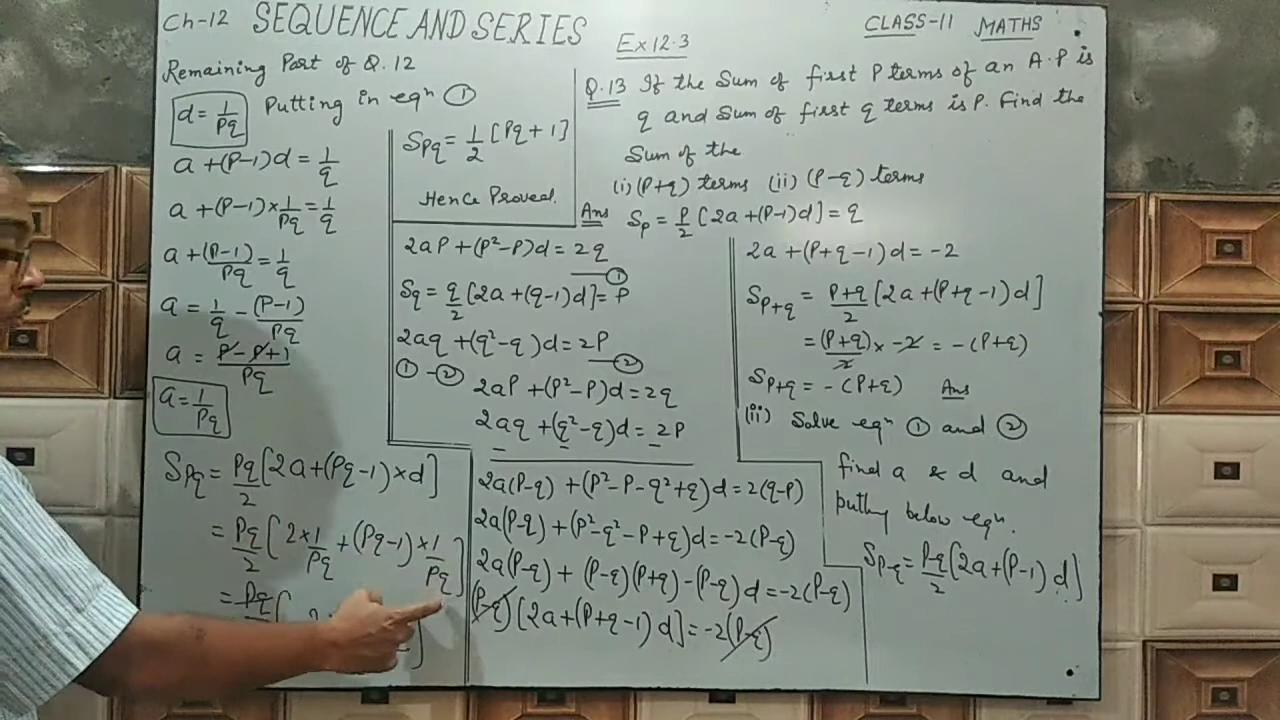 Ch-12 SEQUENCE AND SERIES
CLASS-11 MATHS
Ex 12.3
Remaining Part of Q.12
d = 1/Pq Putting in eqⁿ ①
a + (P-1)d = 1/q
a + (P-1) × 1/Pq = 1/q
a + (P-1)/Pq = 1/q
a = 1/q - (P-1)/Pq
a = P - P + 1/Pq
a = 1/Pq
SPq = Pq/2 [2a + (Pq-1) × d]
= Pq/2 [2 × 1/Pq + (Pq-1) × 1/Pq]
= Pq/2 [
SPq = 1/2 [Pq + 1]
Hence Proved.
Q.13 If the Sum of first P terms of an A.P is
q and Sum of first q terms is P. Find the
Sum of the
(i) (P+q) terms (ii) (P-q) terms
Ans Sp = P/2 [2a + (P-1)d] = q
2aP + (P²-P)d = 2q
①
Sq = q/2 [2a + (q-1)d] = P
2aq + (q²-q)d = 2P
②
① - ②
2aP + (P²-P)d = 2q
2aq + (q²-q)d = 2P
- - -
2a(P-q) + (P²-P-q²+q)d = 2(q-P)
2a(P-q) + (P²-q²-P+q)d = -2(P-q)
2a(P-q) + (P-q)(P+q) - (P-q)d = -2(P-q)
(P-q) [2a + (P+q-1)d] = -2(P-q)
2a + (P+q-1)d = -2
SP+q = P+q/2 [2a + (P+q-1)d]
= (P+q)/2 × -2 = -(P+q)
SP+q = -(P+q) Ans
(ii) Solve eqⁿ ① and ②
find a & d and
putting below eqⁿ.
SP-q = P-q/2 [2a + (P-1)d]